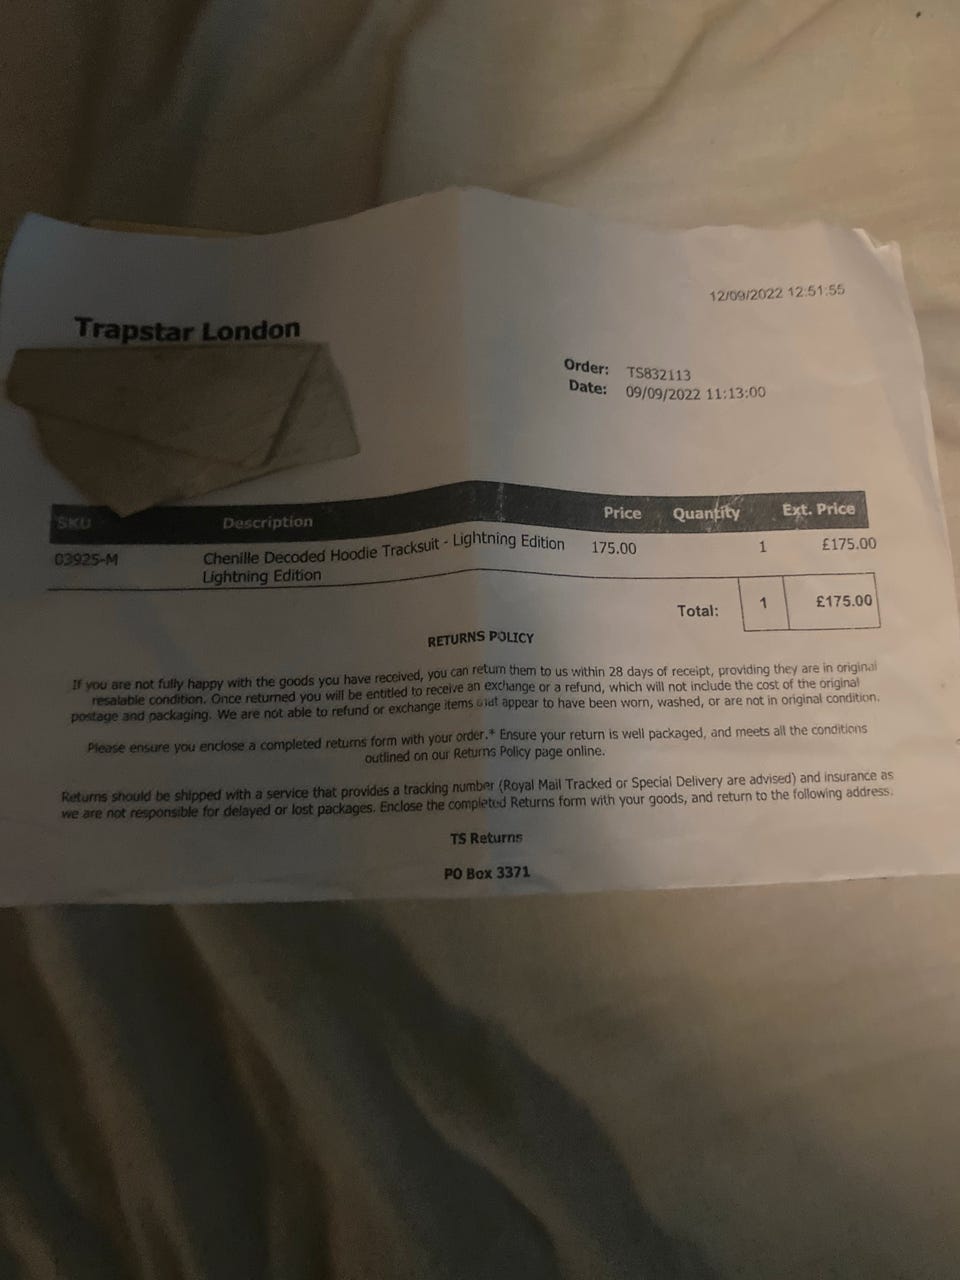 12/09/2022 12:51:55
Trapstar London
Order: TS832113
Date: 09/09/2022 11:13:00
SKU Description Price Quantity Ext. Price
03925-M Chenille Decoded Hoodie Tracksuit - Lightning Edition 175.00 1 £175.00
Lightning Edition
Total: 1 £175.00
RETURNS POLICY
If you are not fully happy with the goods you have received, you can return them to us within 28 days of receipt, providing they are in original
resalable condition. Once returned you will be entitled to receive an exchange or a refund, which will not include the cost of the original
postage and packaging. We are not able to refund or exchange items that appear to have been worn, washed, or are not in original condition.
Please ensure you enclose a completed returns form with your order.* Ensure your return is well packaged, and meets all the conditions
outlined on our Returns Policy page online.
Returns should be shipped with a service that provides a tracking number (Royal Mail Tracked or Special Delivery are advised) and insurance as
we are not responsible for delayed or lost packages. Enclose the completed Returns form with your goods, and return to the following address.
TS Returns
PO Box 3371